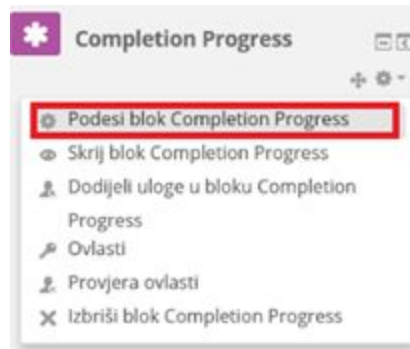 Completion Progress
Podesi blok Completion Progress
Skrij blok Completion Progress
Dodijeli uloge u bloku Completion
Progress
Ovlasti
Provjera ovlasti
Izbriši blok Completion Progress